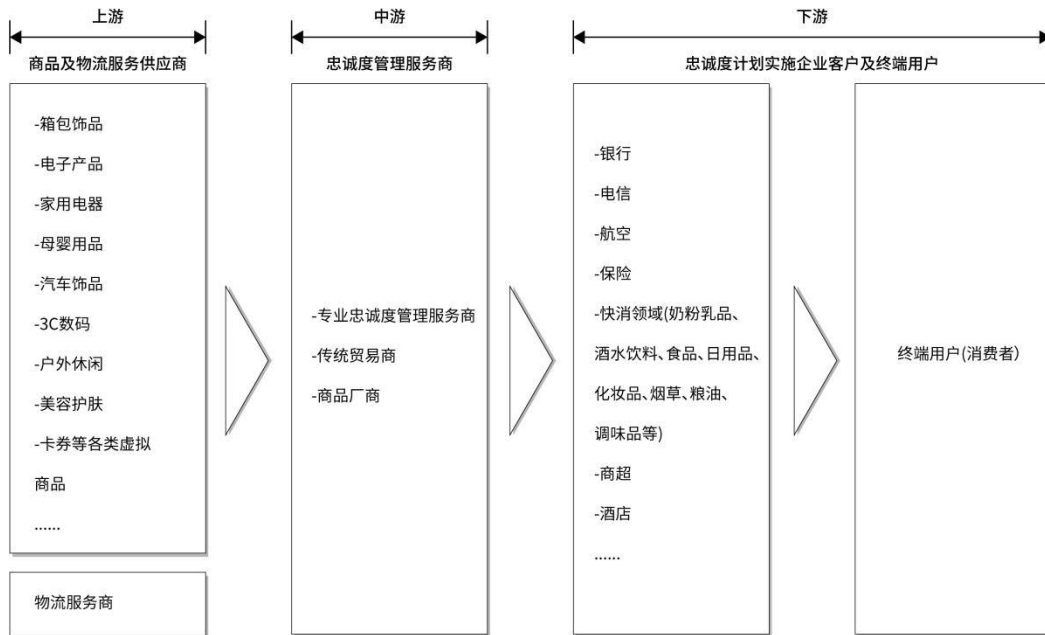 上游
商品及物流服务供应商
-箱包饰品
-电子产品
-家用电器
-母婴用品
-汽车饰品
-3C数码
-户外休闲
-美容护肤
-卡券等各类虚拟
商品
......
物流服务商
中游
忠诚度管理服务商
-专业忠诚度管理服务商
-传统贸易商
-商品厂商
下游
忠诚度计划实施企业客户及终端用户
-银行
-电信
-航空
-保险
-快消领域(奶粉乳品、
酒水饮料、食品、日用品、
化妆品、烟草、粮油、
调味品等)
-商超
-酒店
......
终端用户(消费者)